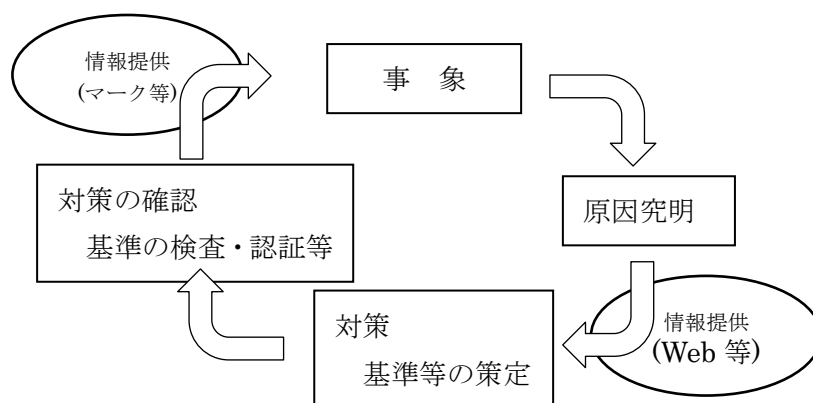 情報提供
(マーク等)
事　象
対策の確認
基準の検査・認証等
原因究明
対策
基準等の策定
情報提供
(Web 等)